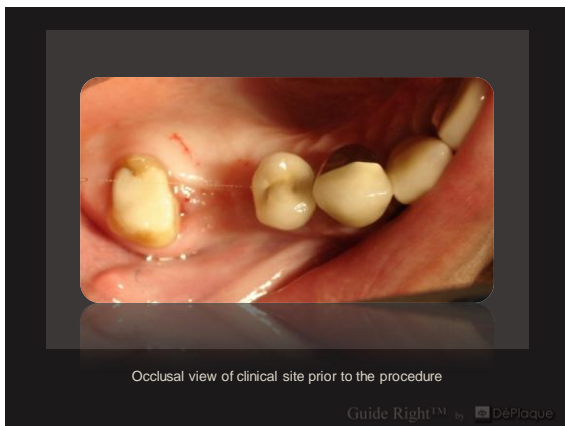 Occlusal view of clinical site prior to the procedure
Guide Right™ by DéPlaque